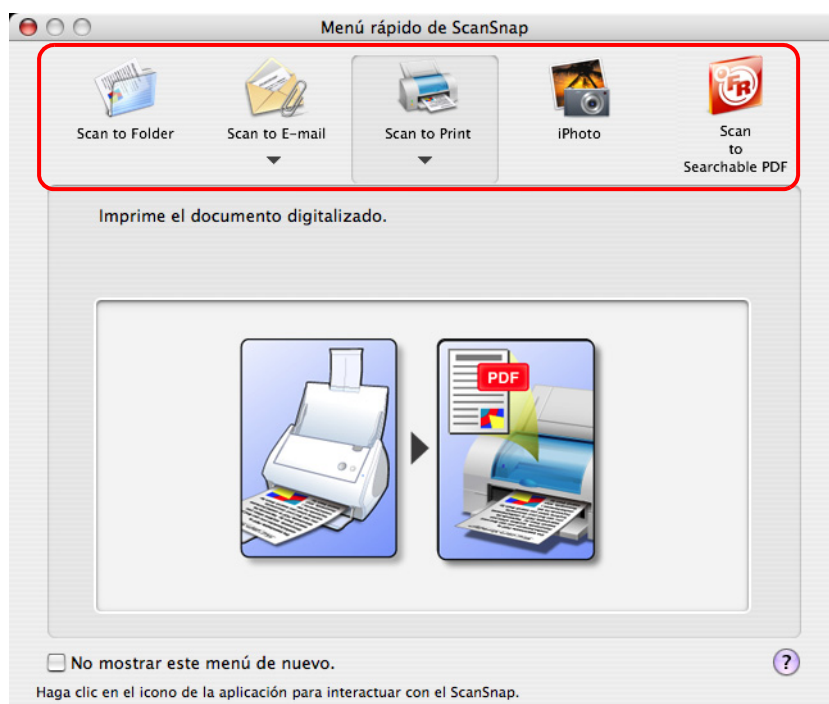 Menú rápido de ScanSnap
Scan to Folder
Scan to E-mail
Scan to Print
iPhoto
Scan
to
Searchable PDF
Imprime el documento digitalizado.
PDF
No mostrar este menú de nuevo.
?
Haga clic en el icono de la aplicación para interactuar con el ScanSnap.